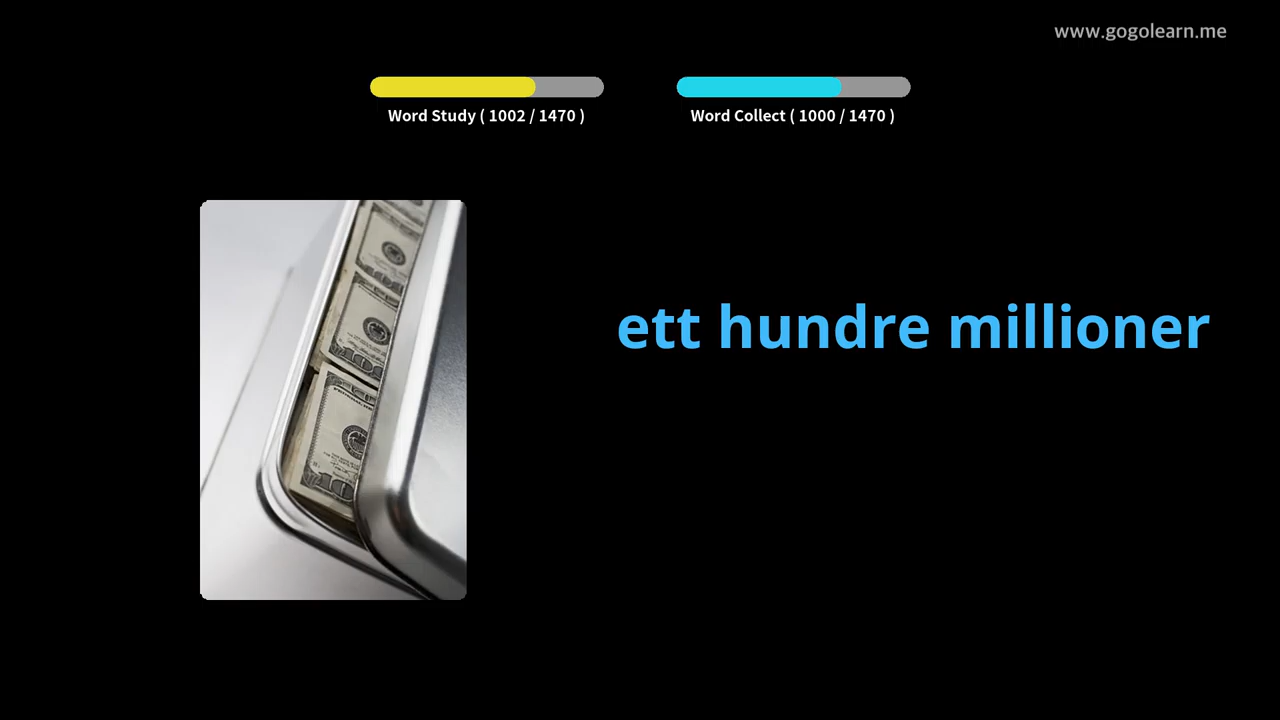 www.gogolearn.me
Word Study ( 1002 / 1470 )
Word Collect ( 1000 / 1470 )
ett hundre millioner